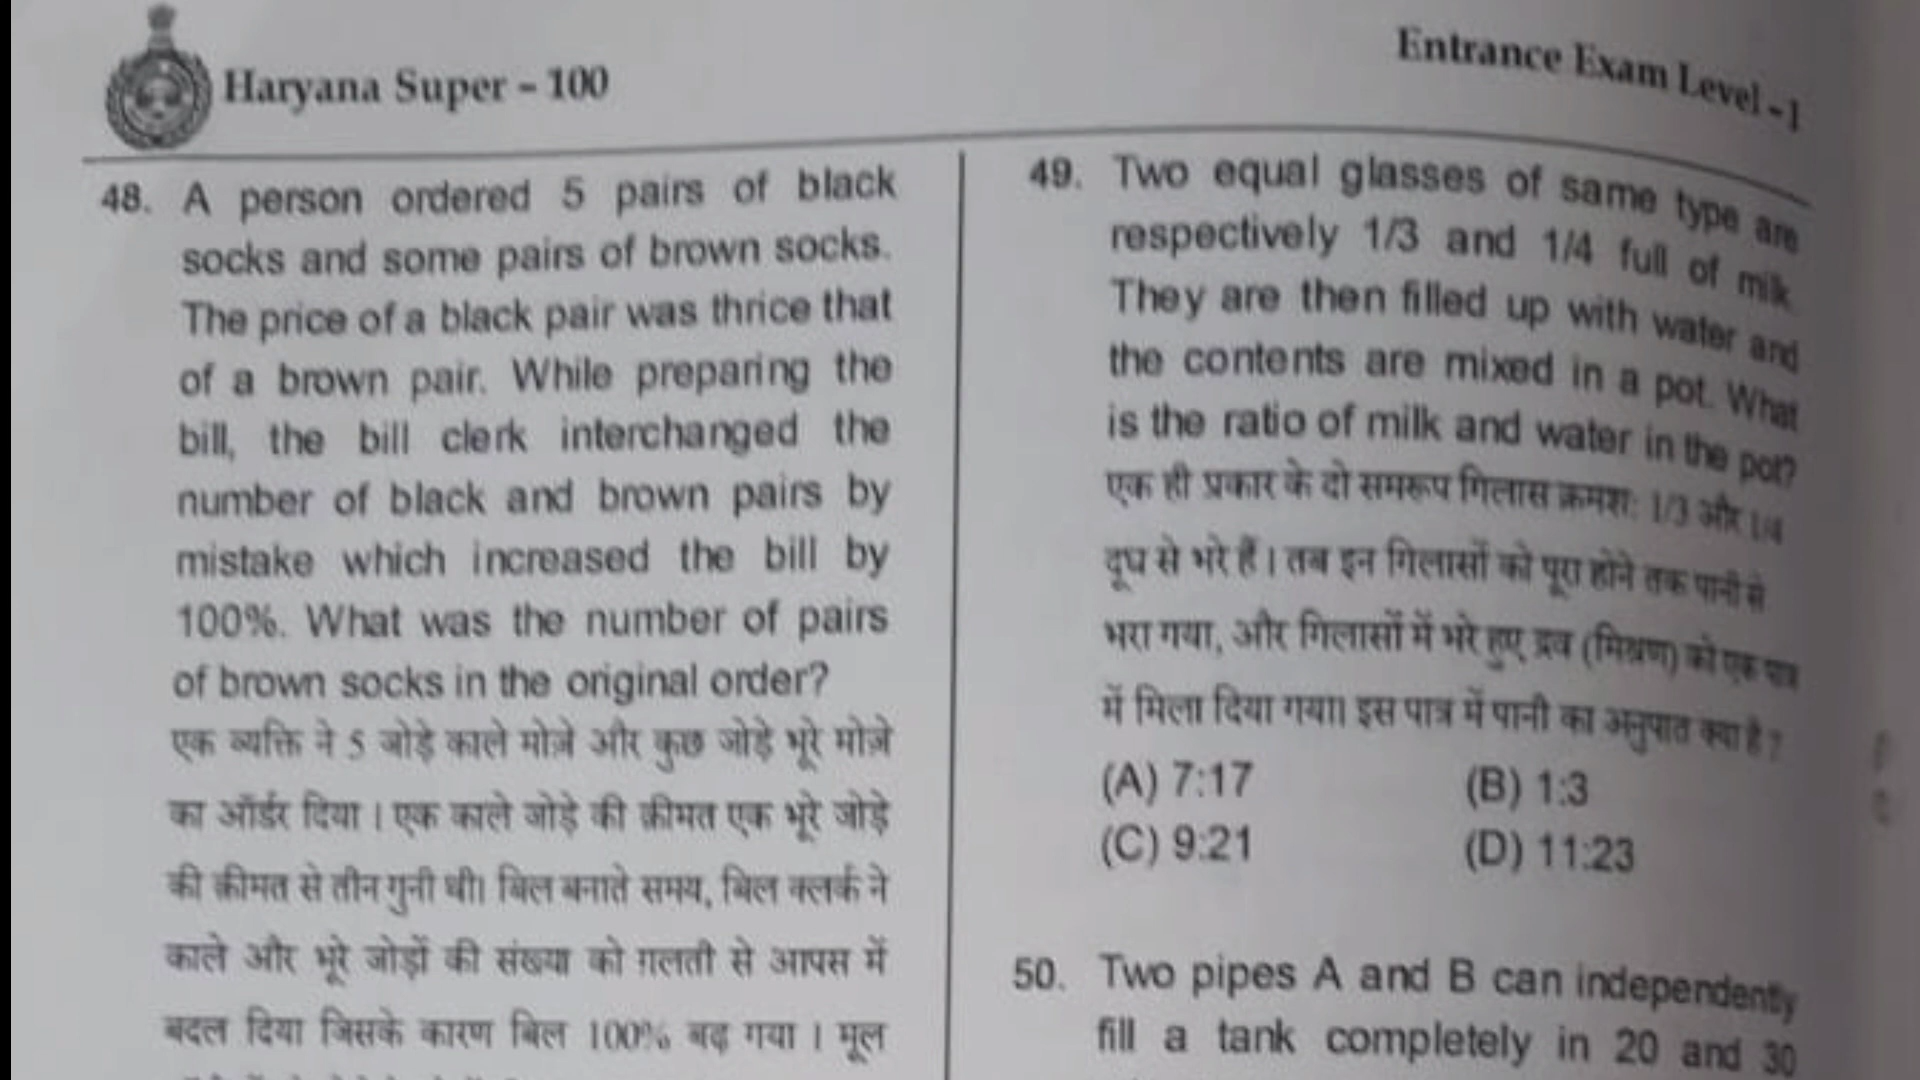 Haryana Super - 100
Entrance Exam Level -1
48. A person ordered 5 pairs of black
socks and some pairs of brown socks.
The price of a black pair was thrice that
of a brown pair. While preparing the
bill, the bill clerk interchanged the
number of black and brown pairs by
mistake which increased the bill by
100%. What was the number of pairs
of brown socks in the original order?
एक व्यक्ति ने 5 जोड़े काले मोज़े और कुछ जोड़े भूरे मोज़े
का ऑर्डर दिया । एक काले जोड़े की क़ीमत एक भूरे जोड़े
की क़ीमत से तीन गुनी थी। बिल बनाते समय, बिल क्लर्क ने
काले और भूरे जोड़ों की संख्या को ग़लती से आपस में
बदल दिया जिसके कारण बिल 100% बढ़ गया । मूल
49. Two equal glasses of same type are
respectively 1/3 and 1/4 full of milk.
They are then filled up with water and
the contents are mixed in a pot. What
is the ratio of milk and water in the pot?
एक ही प्रकार के दो समरूप गिलास क्रमशः 1/3 और 1/4
दूध से भरे हैं । तब इन गिलासों को पूरा होने तक पानी से
भरा गया, और गिलासों में भरे हुए द्रव (मिश्रण) को एक पात्र
में मिला दिया गया। इस पात्र में पानी का अनुपात क्या है ?
(A) 7:17 (B) 1:3
(C) 9:21 (D) 11:23
50. Two pipes A and B can independently
fill a tank completely in 20 and 30